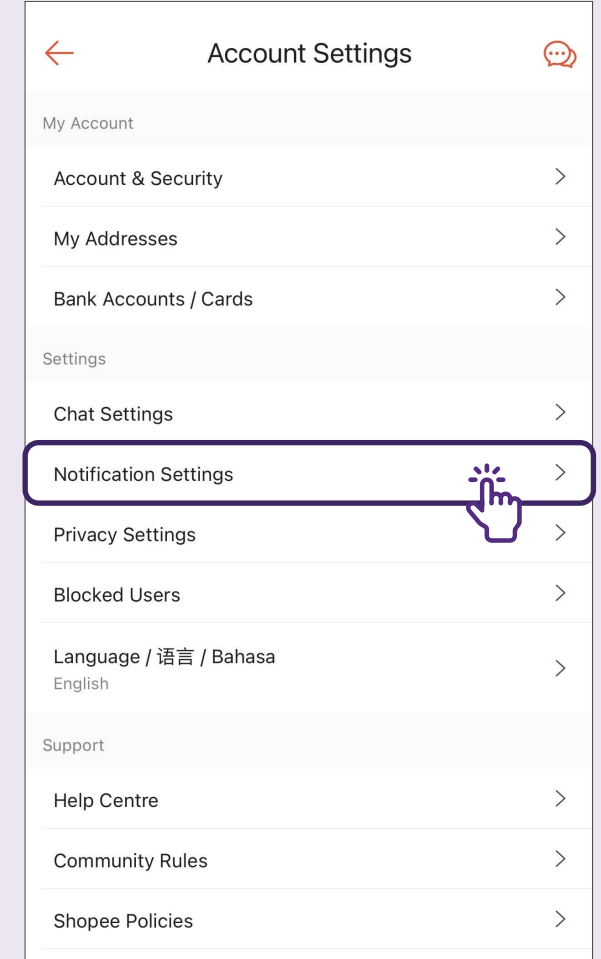 Account Settings
My Account
Account & Security
My Addresses
Bank Accounts / Cards
Settings
Chat Settings
Notification Settings
Privacy Settings
Blocked Users
Language / 语言 / Bahasa
English
Support
Help Centre
Community Rules
Shopee Policies